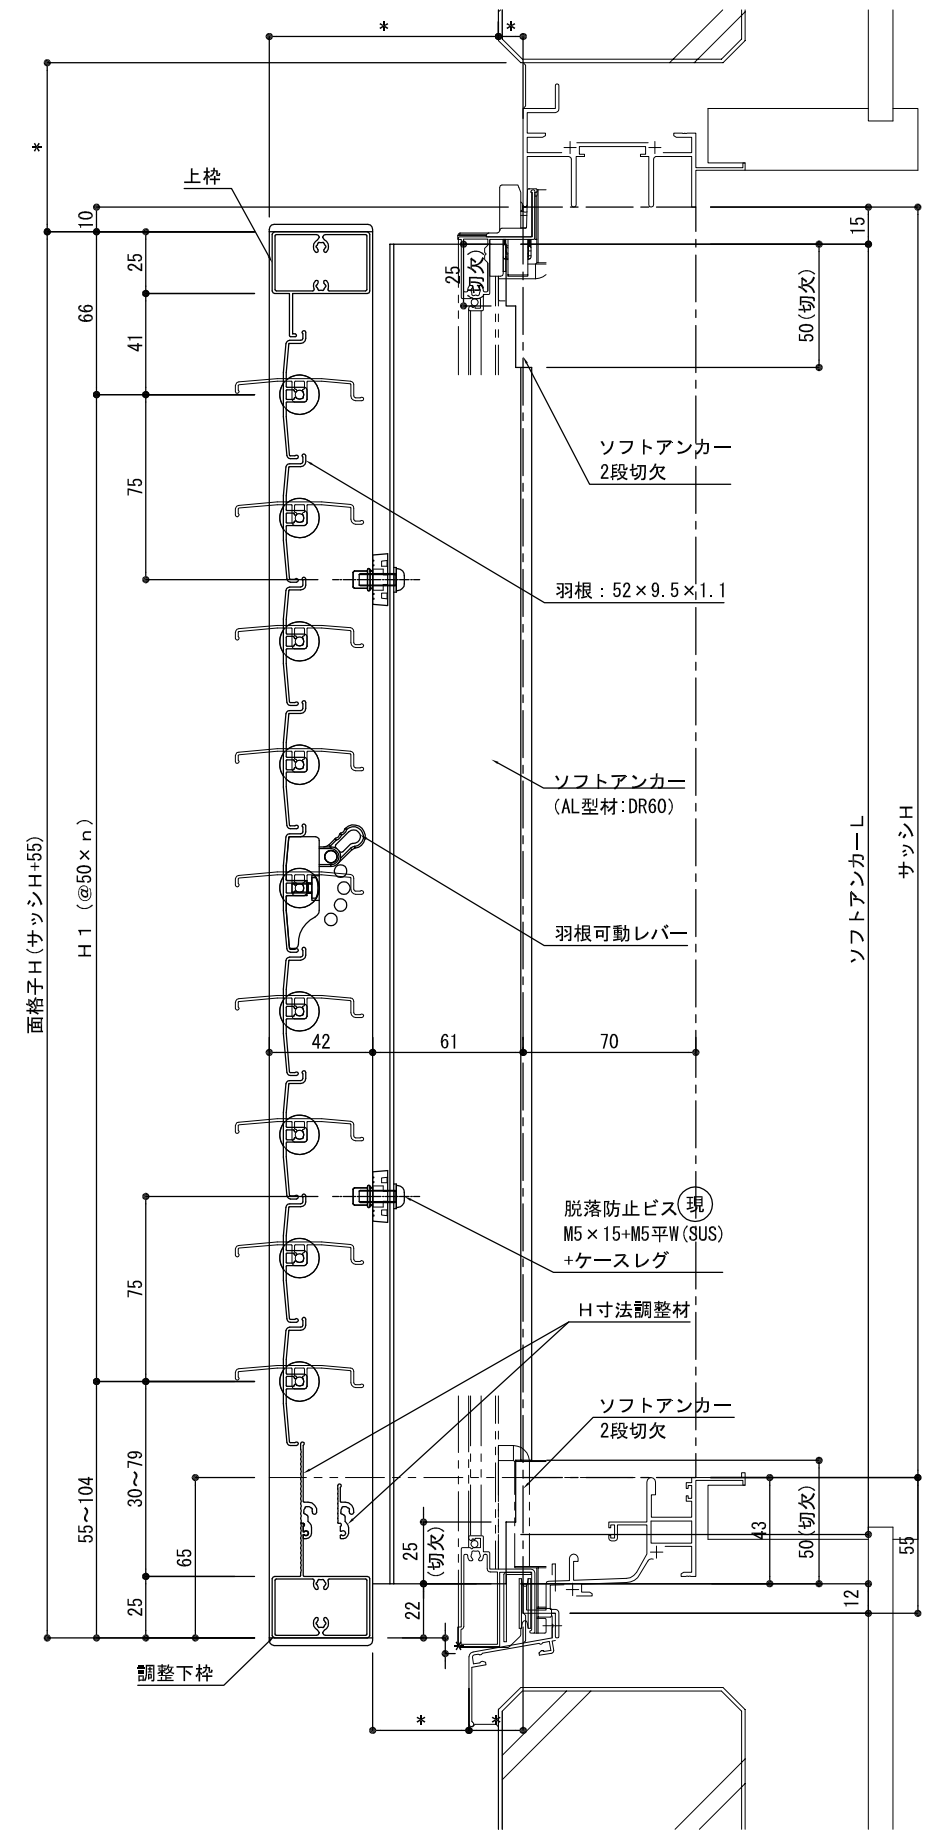 *
*
*
上枠
10
15
25
25
(切欠)
66
41
50(切欠)
ソフトアンカー
2段切欠
75
羽根：52×9.5×1.1
ソフトアンカー
(AL型材:DR60)
面格子H(サッシH+55)
H1 (@50×n)
ソフトアンカーL
サッシH
羽根可動レバー
42
61
70
脱落防止ビス 現
M5×15+M5平W(SUS)
+ケースレグ
75
H寸法調整材
ソフトアンカー
2段切欠
30～79
55～104
65
25
(切欠)
43
50(切欠)
55
25
22
12
*
調整下枠
*
*